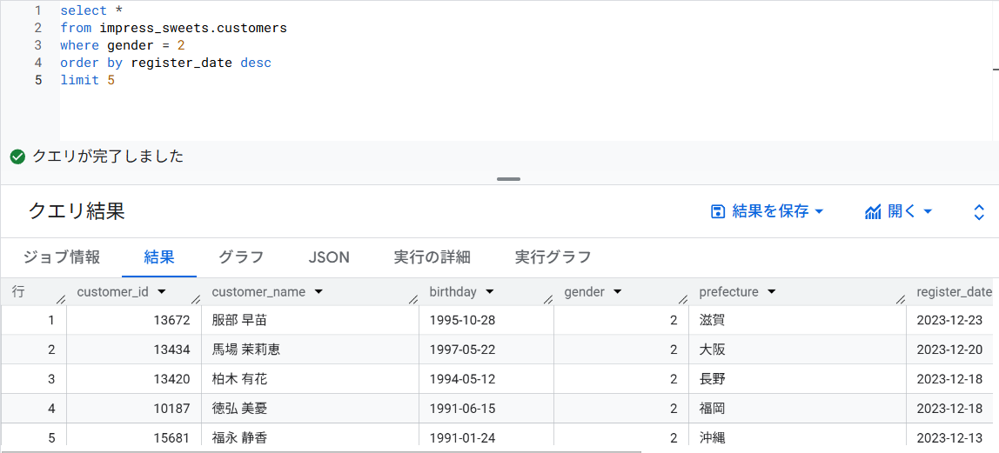 1 select *
2 from impress_sweets.customers
3 where gender = 2
4 order by register_date desc
5 limit 5
クエリが完了しました
クエリ結果 結果を保存 開く
ジョブ情報 結果 グラフ JSON 実行の詳細 実行グラフ
行 customer_id customer_name birthday gender prefecture register_date
1 13672 服部 早苗 1995-10-28 2 滋賀 2023-12-23
2 13434 馬場 茉莉恵 1997-05-22 2 大阪 2023-12-20
3 13420 柏木 有花 1994-05-12 2 長野 2023-12-18
4 10187 徳弘 美憂 1991-06-15 2 福岡 2023-12-18
5 15681 福永 静香 1991-01-24 2 沖縄 2023-12-13